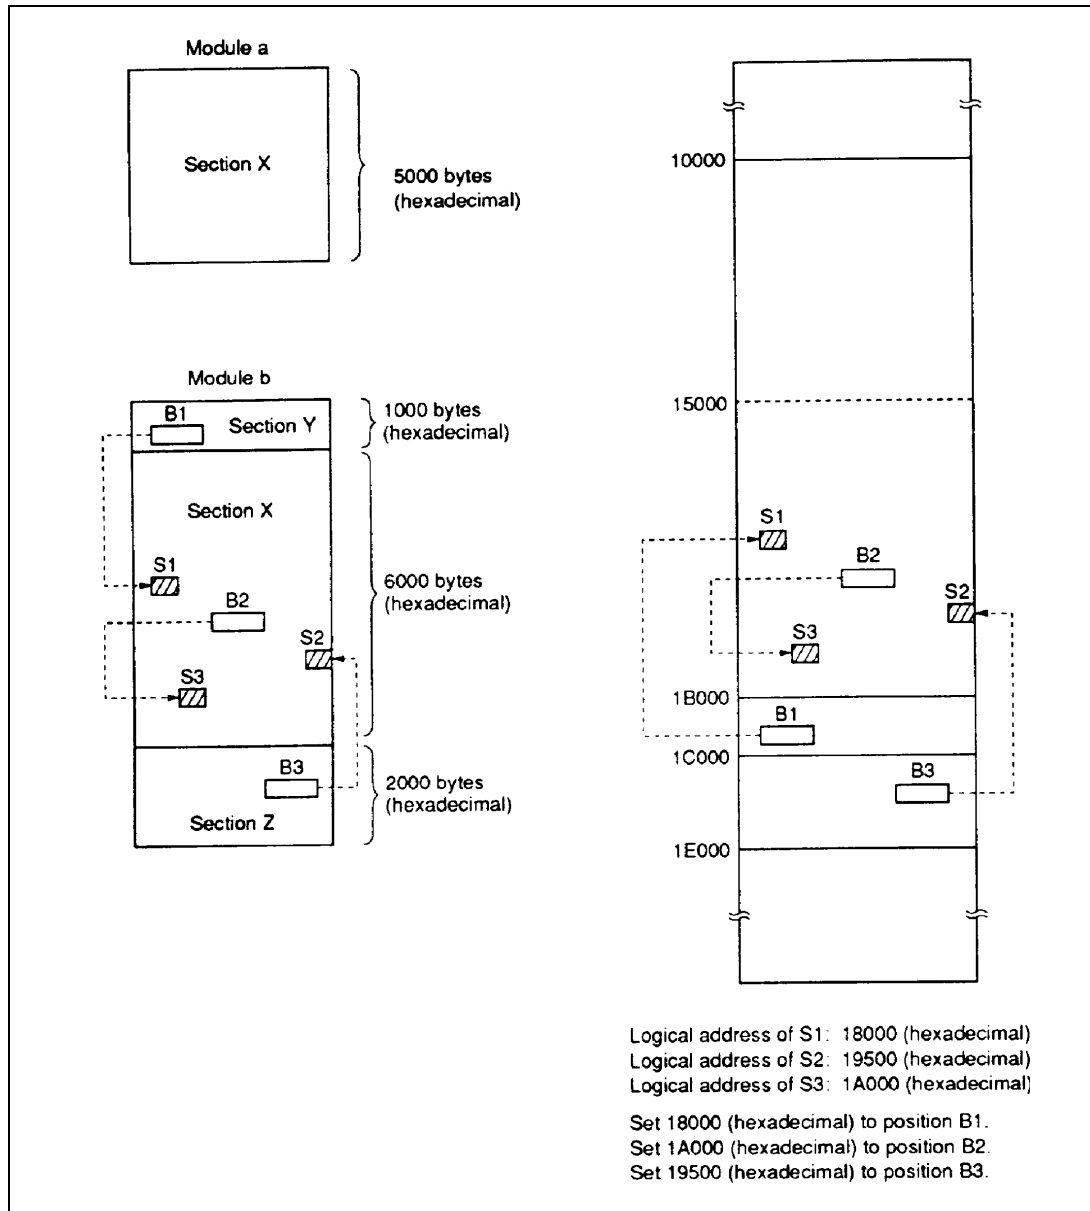 Module a
Section X
5000 bytes
(hexadecimal)
Module b
B1
Section Y
1000 bytes
(hexadecimal)
Section X
S1
B2
6000 bytes
(hexadecimal)
S2
S3
B3
2000 bytes
(hexadecimal)
Section Z
10000
15000
S1
B2
S2
S3
1B000
B1
1C000
B3
1E000
Logical address of S1: 18000 (hexadecimal)
Logical address of S2: 19500 (hexadecimal)
Logical address of S3: 1A000 (hexadecimal)
Set 18000 (hexadecimal) to position B1.
Set 1A000 (hexadecimal) to position B2.
Set 19500 (hexadecimal) to position B3.